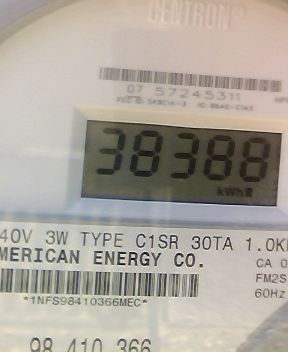 CENTRON®
07 57245311
38388
kWh
40V 3W TYPE C1SR 30TA 1.0K
MERICAN ENERGY CO.
CA 0
FM2S
*1NFS98410366MEC*
60Hz
98 410 366